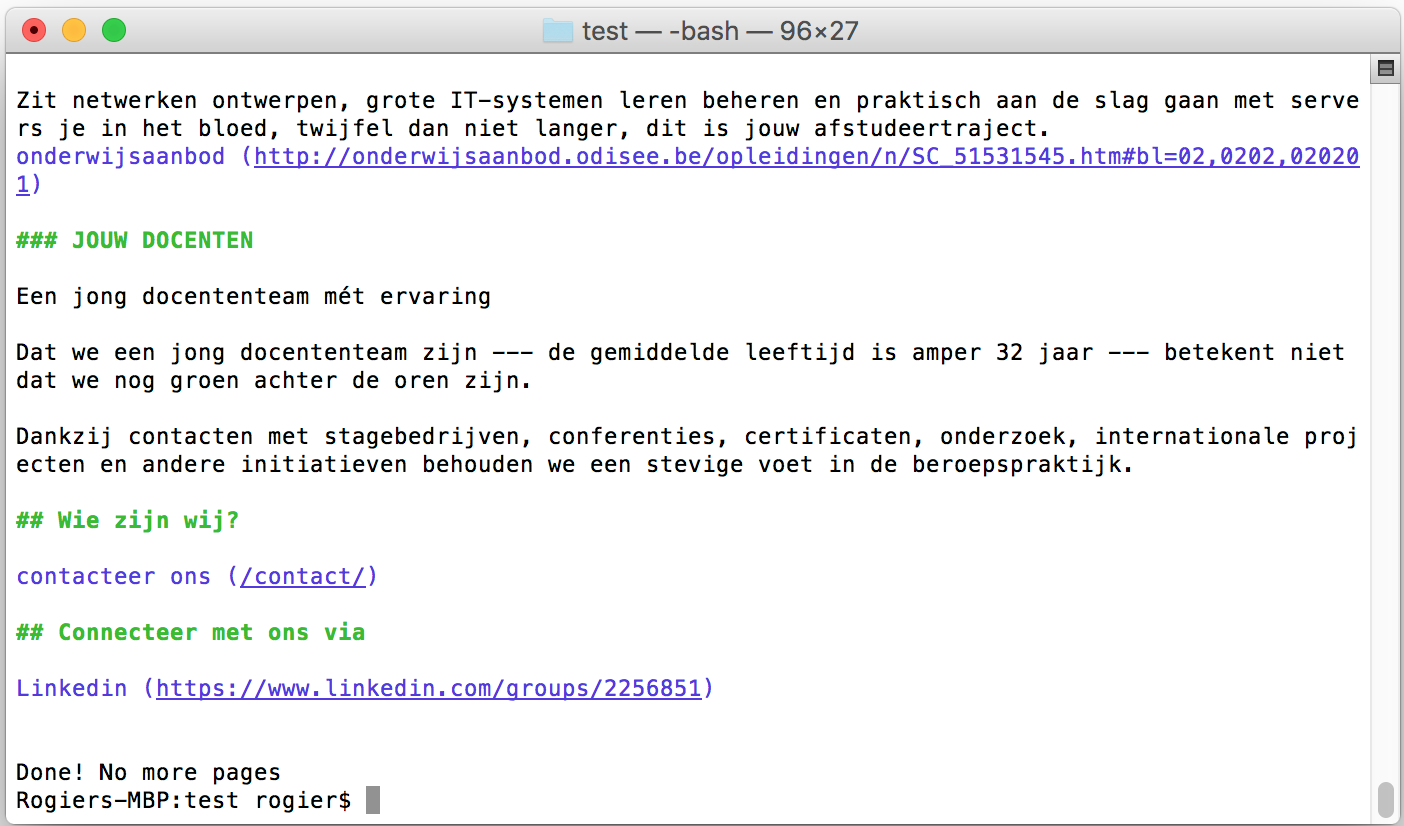 test — -bash — 96×27
Zit netwerken ontwerpen, grote IT-systemen leren beheren en praktisch aan de slag gaan met serve
rs je in het bloed, twijfel dan niet langer, dit is jouw afstudeertraject.
onderwijsaanbod (http://onderwijsaanbod.odisee.be/opleidingen/n/SC_51531545.htm#bl=02,0202,02020
1)
### JOUW DOCENTEN
Een jong docententeam mét ervaring
Dat we een jong docententeam zijn --- de gemiddelde leeftijd is amper 32 jaar --- betekent niet
dat we nog groen achter de oren zijn.
Dankzij contacten met stagebedrijven, conferenties, certificaten, onderzoek, internationale proj
ecten en andere initiatieven behouden we een stevige voet in de beroepspraktijk.
## Wie zijn wij?
contacteer ons (/contact/)
## Connecteer met ons via
Linkedin (https://www.linkedin.com/groups/2256851)
Done! No more pages
Rogiers-MBP:test rogier$